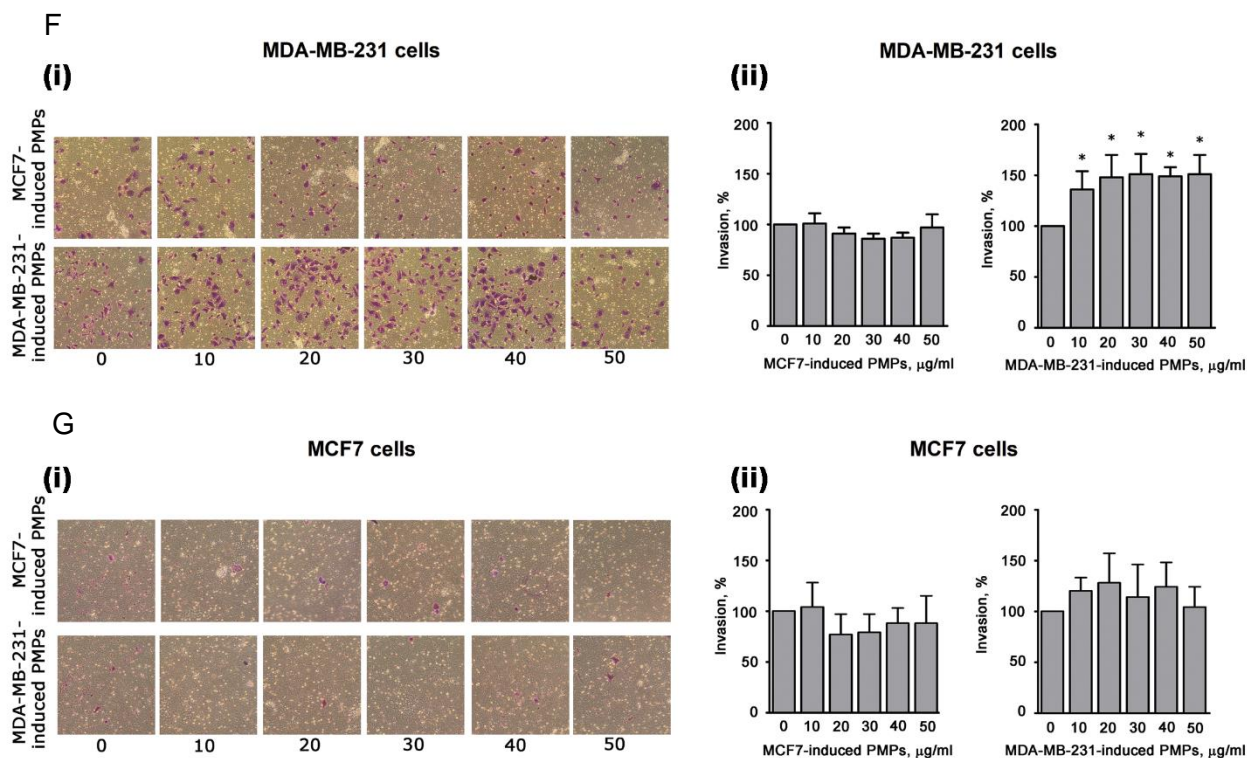 F
MDA-MB-231 cells
(i)
MCF7-
induced PMPs
MDA-MB-231-
induced PMPs
0 10 20 30 40 50
MDA-MB-231 cells
(ii)
200
150
100
50
0
Invasion, %
0 10 20 30 40 50
MCF7-induced PMPs, μg/ml
200
150
100
50
0
Invasion, %
* * * * *
0 10 20 30 40 50
MDA-MB-231-induced PMPs, μg/ml
G
MCF7 cells
(i)
MCF7-
induced PMPs
MDA-MB-231-
induced PMPs
0 10 20 30 40 50
MCF7 cells
(ii)
200
150
100
50
0
Invasion, %
0 10 20 30 40 50
MCF7-induced PMPs, μg/ml
200
150
100
50
0
Invasion, %
0 10 20 30 40 50
MDA-MB-231-induced PMPs, μg/ml